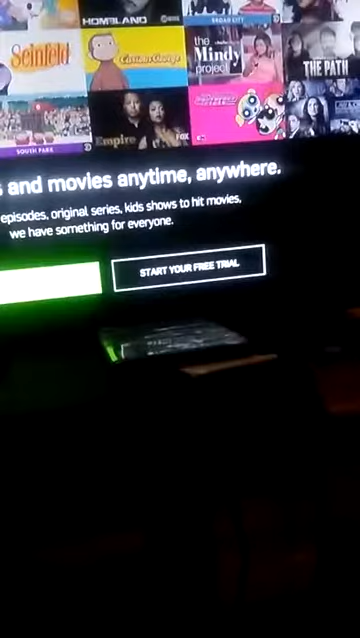 HOMELAND
BROAD CITY
Seinfeld
Curious George
the
Mindy
project
THE PATH
SOUTH PARK
Empire
FOX
and movies anytime, anywhere.
episodes, original series, kids shows to hit movies,
we have something for everyone.
START YOUR FREE TRIAL